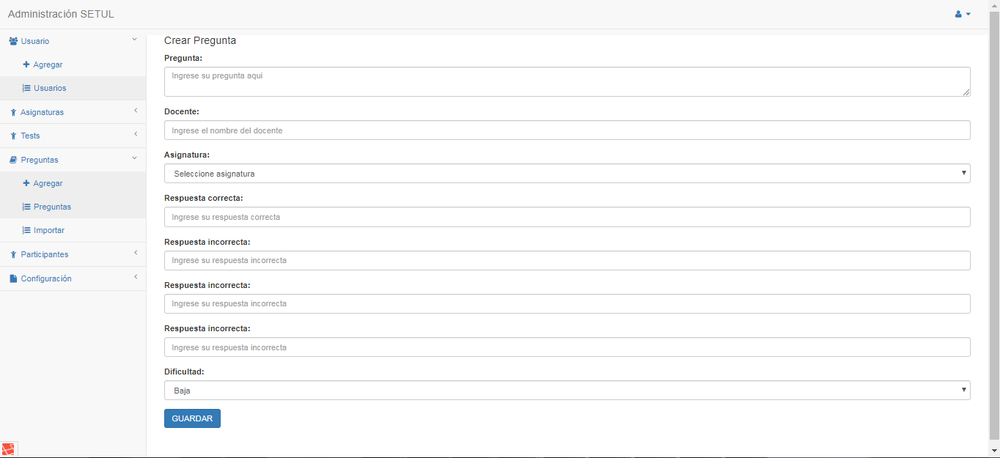 Administración SETUL
Usuario
Agregar
Usuarios
Asignaturas
Tests
Preguntas
Agregar
Preguntas
Importar
Participantes
Configuración
Crear Pregunta
Pregunta:
Ingrese su pregunta aqui
Docente:
Ingrese el nombre del docente
Asignatura:
Seleccione asignatura
Respuesta correcta:
Ingrese su respuesta correcta
Respuesta incorrecta:
Ingrese su respuesta incorrecta
Respuesta incorrecta:
Ingrese su respuesta incorrecta
Respuesta incorrecta:
Ingrese su respuesta incorrecta
Dificultad:
Baja
GUARDAR